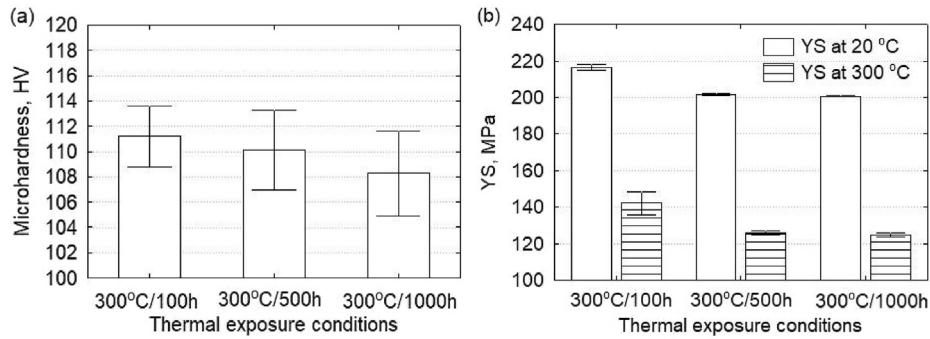 (a)
120
118
116
114
112
110
108
106
104
102
100
Microhardness, HV
300°C/100h 300°C/500h 300°C/1000h
Thermal exposure conditions
(b)
YS at 20 °C
YS at 300 °C
220
200
180
160
140
120
100
YS, MPa
300°C/100h 300°C/500h 300°C/1000h
Thermal exposure conditions